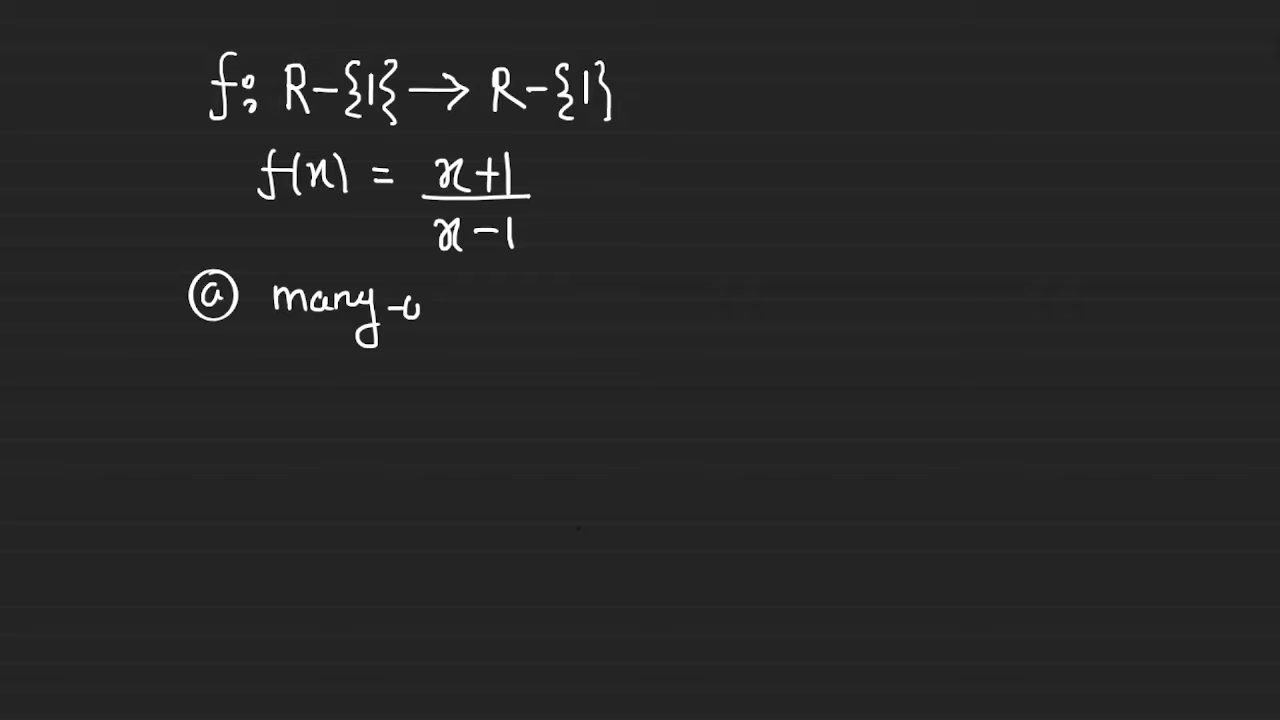 f: R-{1} → R-{1}
f(x) = x+1/x-1
(a) many-o